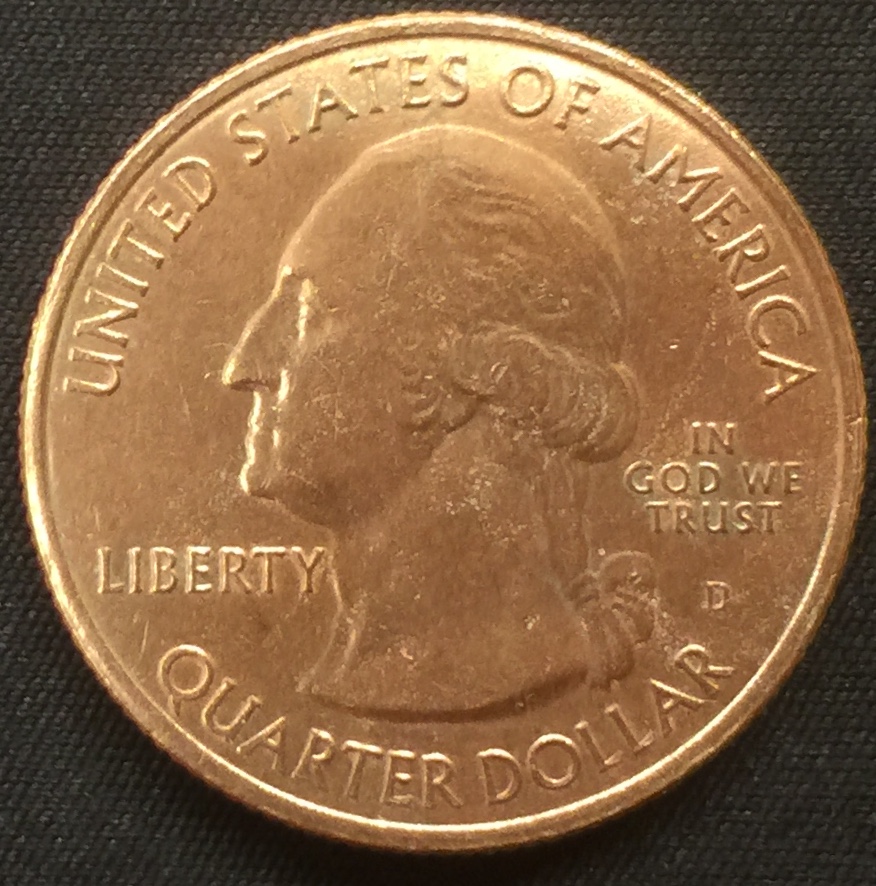 UNITED STATES OF AMERICA
IN
GOD WE
TRUST
LIBERTY
D
QUARTER DOLLAR